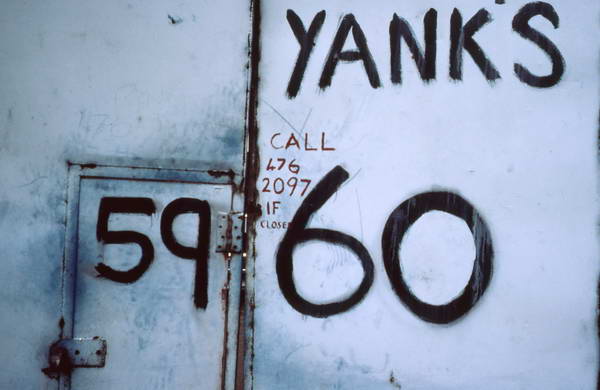 YANK'S
CALL
476
2097
IF
CLOSED
59
60